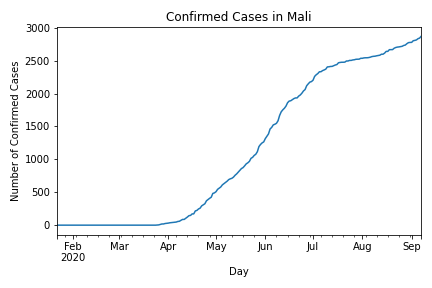 Confirmed Cases in Mali
3000
2500
2000
1500
1000
500
0
Number of Confirmed Cases
Feb Mar Apr May Jun Jul Aug Sep
2020
Day